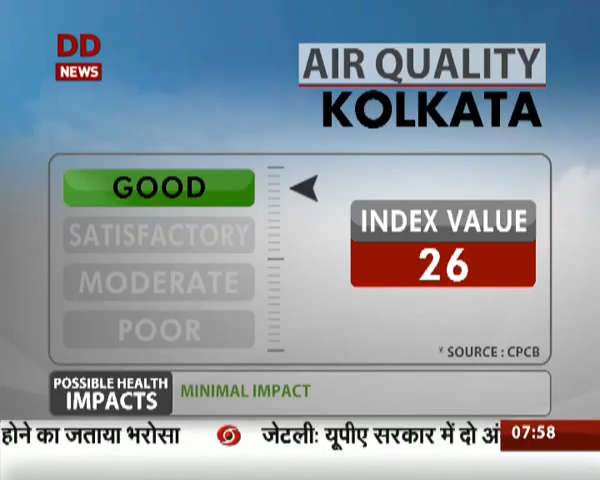 DD
NEWS
AIR QUALITY
KOLKATA
GOOD
SATISFACTORY
MODERATE
POOR
INDEX VALUE
26
* SOURCE : CPCB
POSSIBLE HEALTH
IMPACTS
MINIMAL IMPACT
होने का जताया भरोसा
जेटलीः यूपीए सरकार में दो
07:58